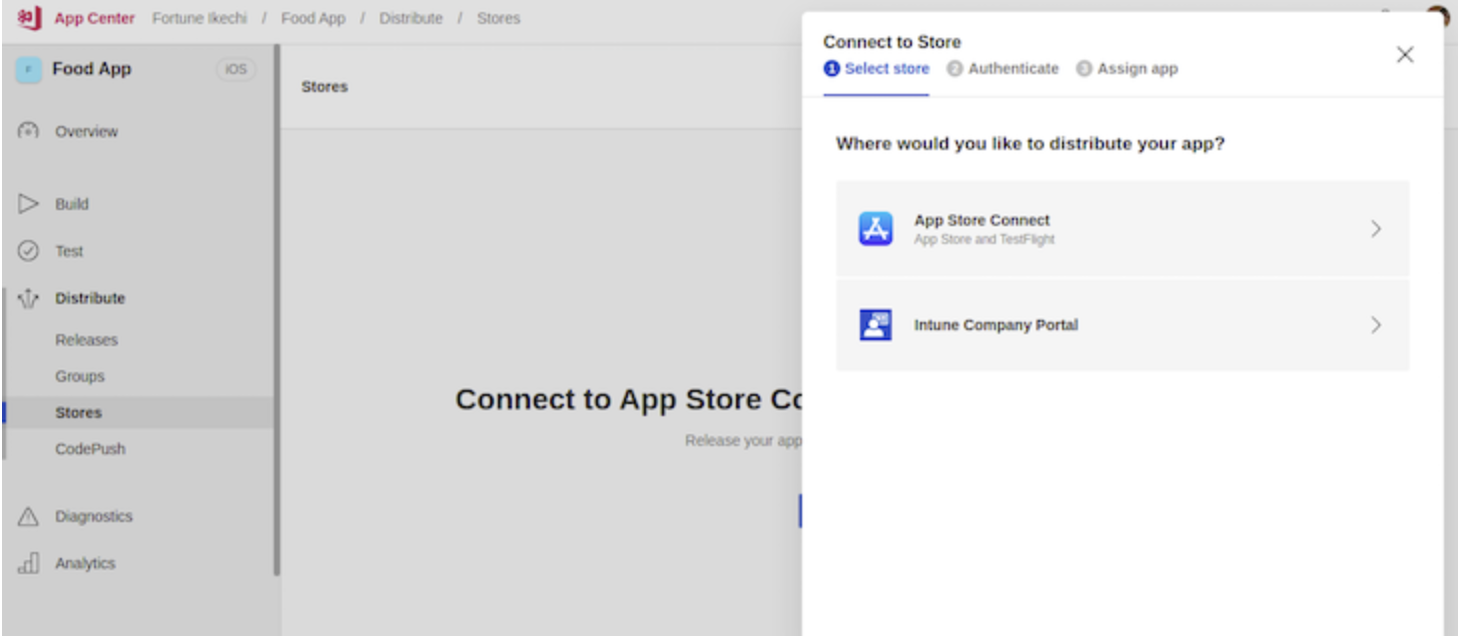 App Center Fortune Ikechi / Food App / Distribute / Stores
F Food App iOS
Overview
Build
Test
Distribute
Releases
Groups
Stores
CodePush
Diagnostics
Analytics
Stores
Connect to App Store Co
Release your app
Connect to Store
1 Select store 2 Authenticate 3 Assign app
Where would you like to distribute your app?
App Store Connect
App Store and TestFlight
Intune Company Portal